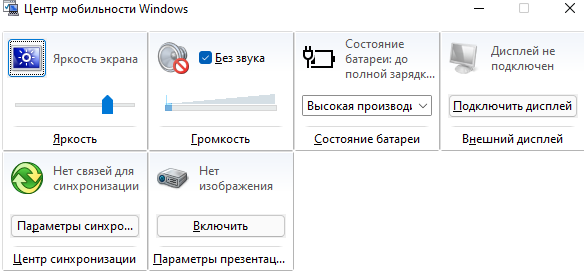 Центр мобильности Windows
Яркость экрана
Яркость
Без звука
Громкость
Состояние
батареи: до
полной зарядк...
Высокая производи
Состояние батареи
Дисплей не
подключен
Подключить дисплей
Внешний дисплей
Нет связей для
синхронизации
Параметры синхро...
Центр синхронизации
Нет
изображения
Включить
Параметры презентац...